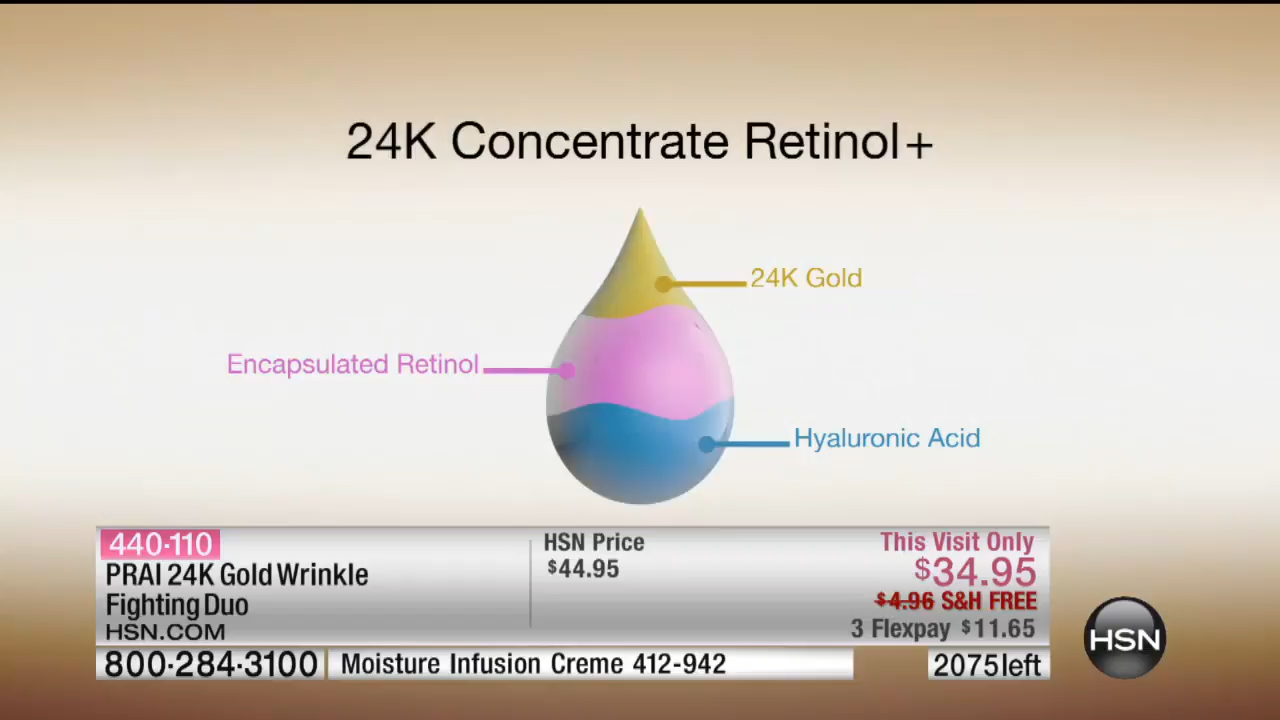 24K Concentrate Retinol+
24K Gold
Encapsulated Retinol
Hyaluronic Acid
440-110
PRAI 24K Gold Wrinkle
Fighting Duo
HSN.COM
HSN Price
$44.95
This Visit Only
$34.95
$4.96 S&H FREE
3 Flexpay $11.65
HSN
800·284·3100
Moisture Infusion Creme 412-942
2075left